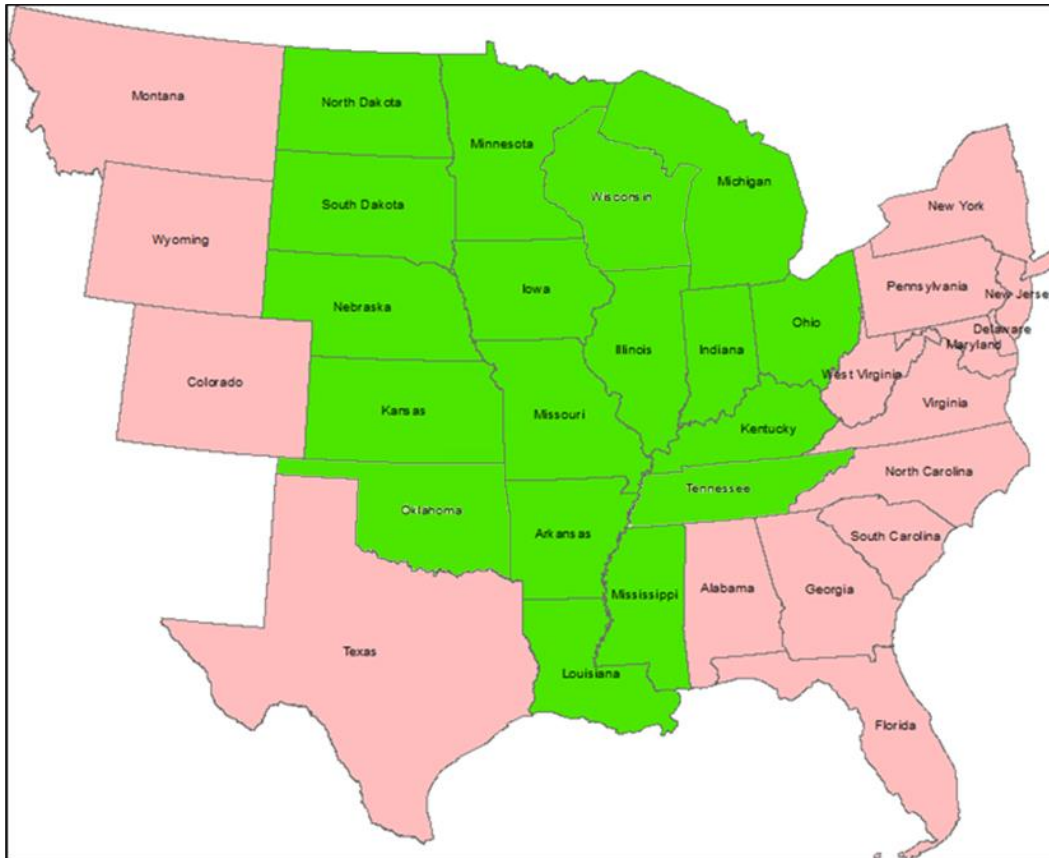 Montana
North Dakota
Minnesota
Wisconsin
Michigan
New York
South Dakota
Wyoming
Iowa
Pennsylvania
New Jerse
Nebraska
Ohio
Delaware
Maryland
Illinois
Indiana
West Virginia
Colorado
Virginia
Kansas
Missouri
Kentucky
North Carolina
Tennessee
Oklahoma
Arkansas
South Carolina
Mississippi
Alabama
Georgia
Texas
Louisiana
Florida